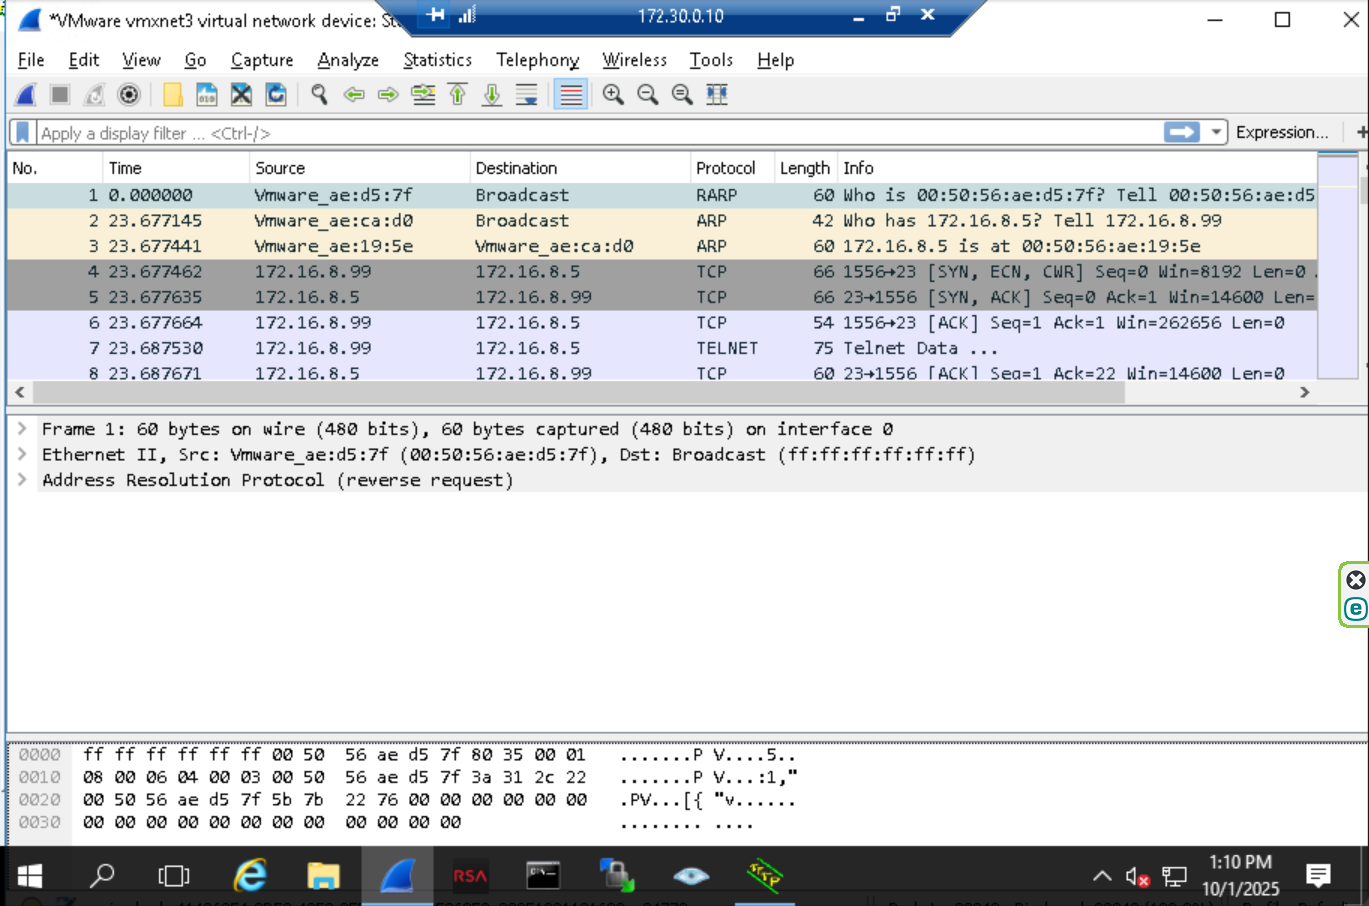 *VMware vmxnet3 virtual network device: St
172.30.0.10
File Edit View Go Capture Analyze Statistics Telephony Wireless Tools Help
Apply a display filter ... <Ctrl-/>
Expression...
+
No. Time Source Destination Protocol Length Info
1 0.000000 Vmware_ae:d5:7f Broadcast RARP 60 Who is 00:50:56:ae:d5:7f? Tell 00:50:56:ae:d5
2 23.677145 Vmware_ae:ca:d0 Broadcast ARP 42 Who has 172.16.8.5? Tell 172.16.8.99
3 23.677441 Vmware_ae:19:5e Vmware_ae:ca:d0 ARP 60 172.16.8.5 is at 00:50:56:ae:19:5e
4 23.677462 172.16.8.99 172.16.8.5 TCP 66 1556→23 [SYN, ECN, CWR] Seq=0 Win=8192 Len=0 .
5 23.677635 172.16.8.5 172.16.8.99 TCP 66 23→1556 [SYN, ACK] Seq=0 Ack=1 Win=14600 Len=
6 23.677664 172.16.8.99 172.16.8.5 TCP 54 1556→23 [ACK] Seq=1 Ack=1 Win=262656 Len=0
7 23.687530 172.16.8.99 172.16.8.5 TELNET 75 Telnet Data ...
8 23.687671 172.16.8.5 172.16.8.99 TCP 60 23→1556 [ACK] Seq=1 Ack=22 Win=14600 Len=0
Frame 1: 60 bytes on wire (480 bits), 60 bytes captured (480 bits) on interface 0
Ethernet II, Src: Vmware_ae:d5:7f (00:50:56:ae:d5:7f), Dst: Broadcast (ff:ff:ff:ff:ff:ff)
Address Resolution Protocol (reverse request)
0000 ff ff ff ff ff ff 00 50 56 ae d5 7f 80 35 00 01 .......P V....5..
0010 08 00 06 04 00 03 00 50 56 ae d5 7f 3a 31 2c 22 .......P V...:1,"
0020 00 50 56 ae d5 7f 5b 7b 22 76 00 00 00 00 00 00 .PV...[{ "v......
0030 00 00 00 00 00 00 00 00 00 00 00 00 ........ ....
RSA
1:10 PM
10/1/2025